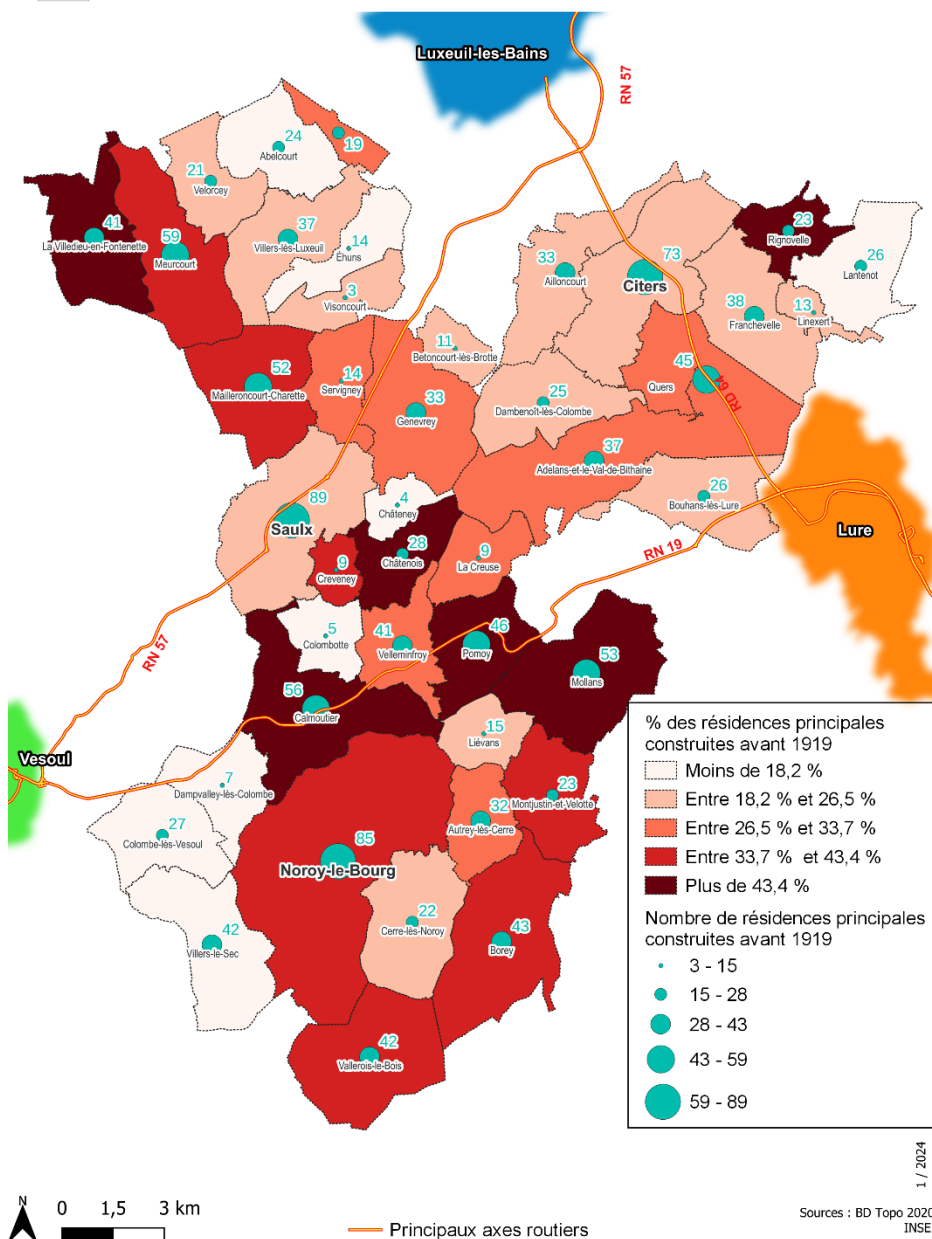 Luxeuil-les-Bains
RN 57
24
Abelcourt
19
21
Velorcey
41
La Villedieu-en-Fontenette
59
Meurcourt
37
Villers-lès-Luxeuil
14
Éhuns
3
Visoncourt
33
Ailloncourt
73
Citers
23
Rignovelle
26
Lantenot
38
Franchevelle
13
Linexert
11
Betoncourt-lès-Brotte
52
Mailleroncourt-Charette
14
Servigney
33
Genevrey
25
Dambenoît-lès-Colombe
45
Quers
RD 64
37
Adelans-et-le-Val-de-Bithaine
26
Bouhans-lès-Lure
Lure
89
Saulx
4
Châteney
28
Châtenois
9
Creveney
9
La Creuse
RN 19
5
Colombotte
41
Velleminfroy
46
Pomoy
53
Mollans
RN 57
56
Calmoutier
15
Liévans
Vesoul
7
Dampvalley-lès-Colombe
27
Colombe-lès-Vesoul
23
Montjustin-et-Velotte
32
Autrey-lès-Cerre
85
Noroy-le-Bourg
22
Cerre-lès-Noroy
42
Villers-le-Sec
43
Borey
42
Vallerois-le-Bois
% des résidences principales
construites avant 1919
Moins de 18,2 %
Entre 18,2 % et 26,5 %
Entre 26,5 % et 33,7 %
Entre 33,7 % et 43,4 %
Plus de 43,4 %
Nombre de résidences principales
construites avant 1919
3 - 15
15 - 28
28 - 43
43 - 59
59 - 89
1 / 2024
N
0 1,5 3 km
Principaux axes routiers
Sources : BD Topo 2020
INSE